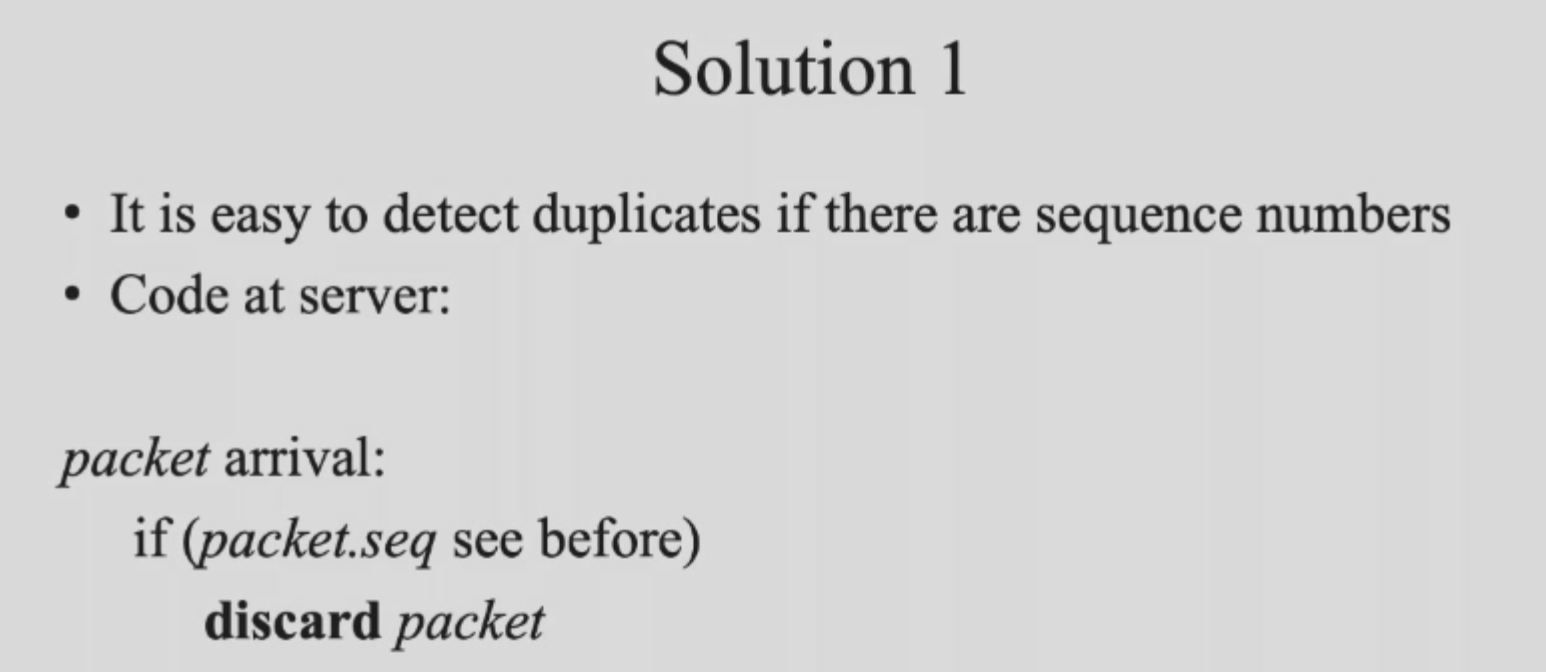 Solution 1
• It is easy to detect duplicates if there are sequence numbers
• Code at server:
packet arrival:
if (packet.seq see before)
discard packet